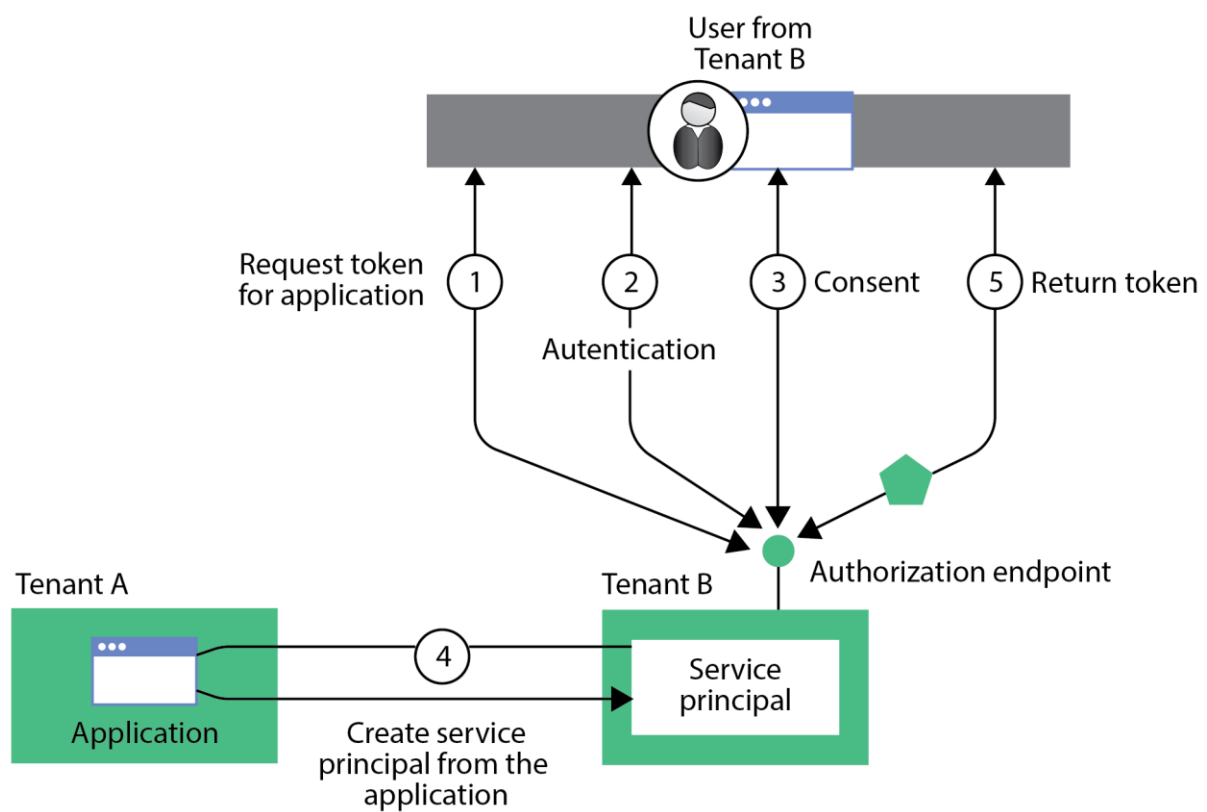 User from
Tenant B
Request token
for application
1
2
3
Consent
5
Return token
Autentication
Authorization endpoint
Tenant A
Tenant B
4
Service
principal
Application
Create service
principal from the
application